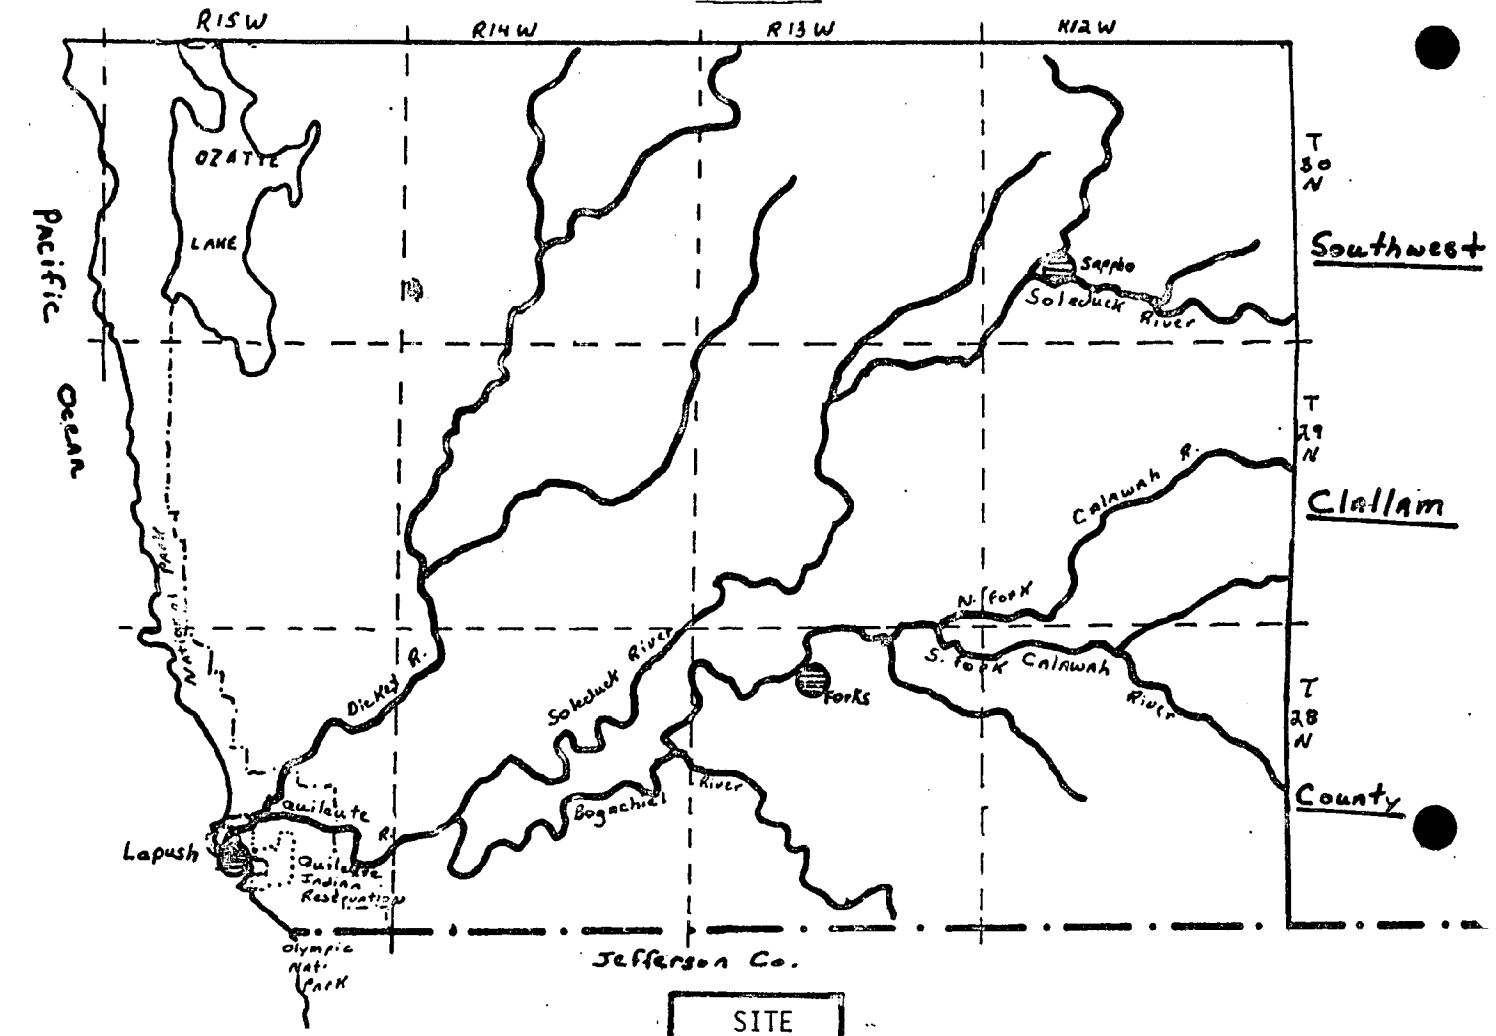 R15W R14W R13W R12W
T
30
N
OZATTE
LAKE
Pacific
Ocean
Southwest
Sappho
Soleduck
River
T
29
N
Calawah R.
Clallam
National Park
N. Fork
S. Fork Calawah
River
Dickey R.
Soleduck River
Forks
T
28
N
River
Bogachiel
County
Quileute
R.
Lapush
Quileute
Indian
Reservation
Jefferson Co.
Olympic
Nat.
Park
SITE